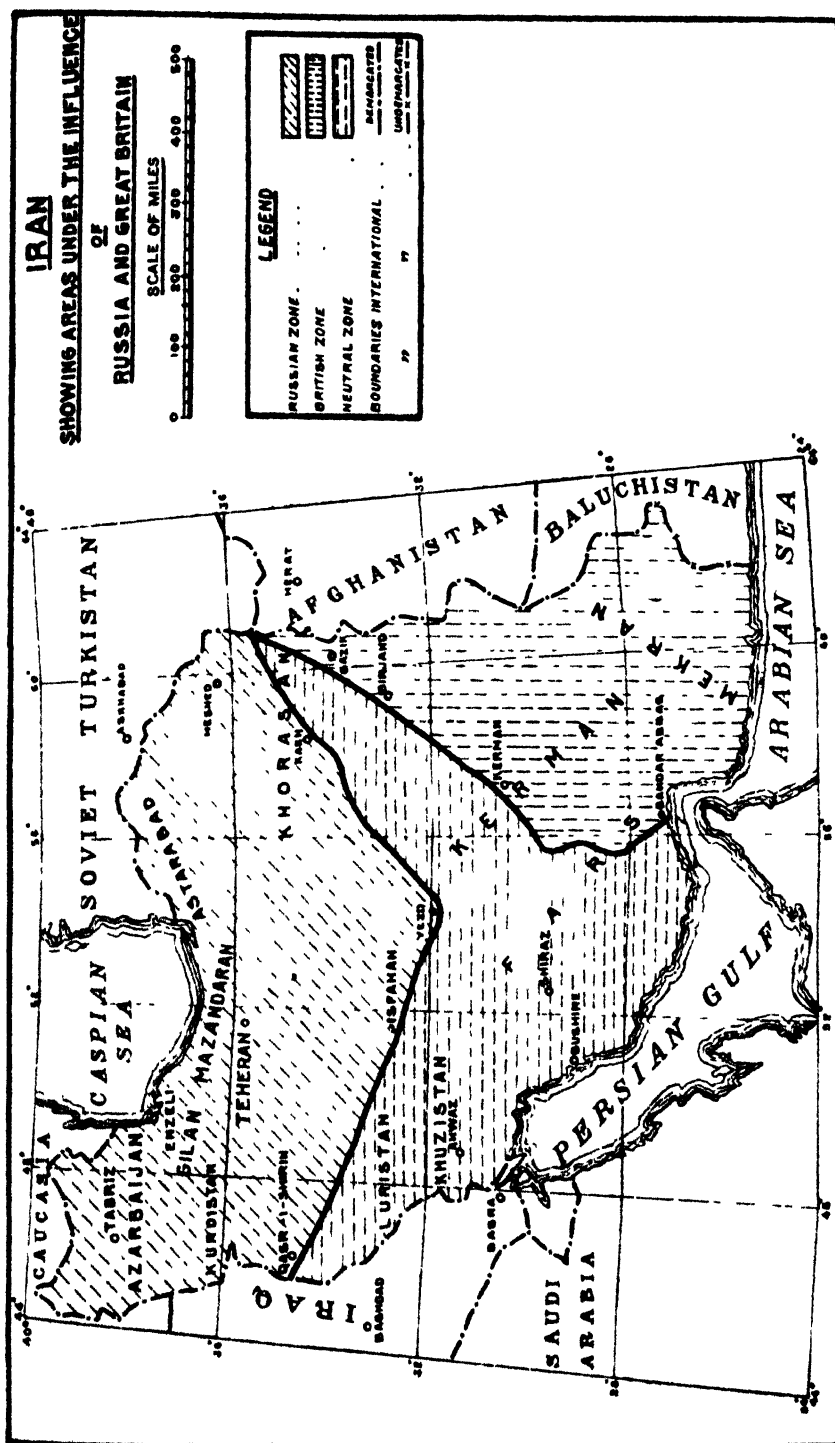 IRAN
SHOWING AREAS UNDER THE INFLUENCE
OF
RUSSIA AND GREAT BRITAIN
SCALE OF MILES
0 100 200 300 400 500
LEGEND
RUSSIAN ZONE
BRITISH ZONE
NEUTRAL ZONE
BOUNDARIES INTERNATIONAL DEMARCATED
" " UNDEMARCATED
CAUCASIA
CASPIAN
SEA
SOVIET TURKISTAN
ASKHABAD
TABRIZ
AZARBAIJAN
ENZELI
GILAN
MAZANDARAN
ASTARABAD
MESHED
KURDISTAN
TEHERAN
KHORASAN
HERAT
QASR-I-SHIRIN
IRAQ
BAGHDAD
AFGHANISTAN
BIRJAND
LURISTAN
ISFAHAN
YEZD
KHUZISTAN
AHWAZ
BASRA
KERMAN
KERMAN
BALUCHISTAN
FARS
SHIRAZ
BUSHIRE
BANDAR ABBAS
MEKRAN
SAUDI
ARABIA
PERSIAN GULF
ARABIAN SEA